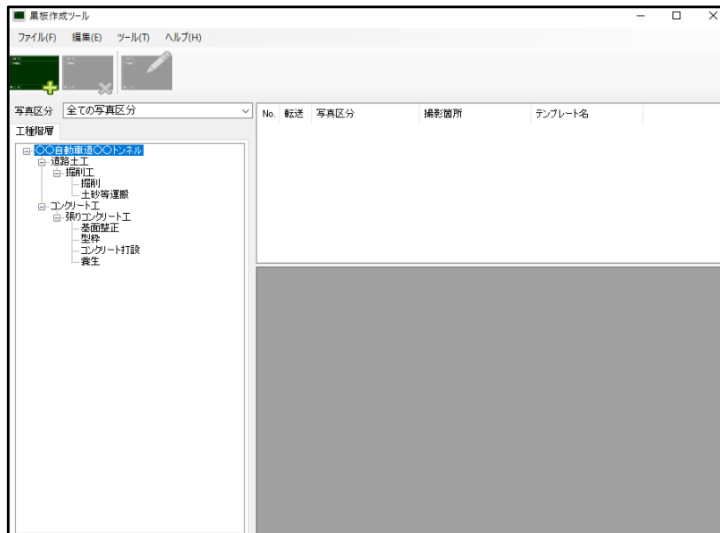 黒板作成ツール
ファイル(F) 編集(E) ツール(T) ヘルプ(H)
写真区分 全ての写真区分
工種階層
〇〇自動車道〇〇トンネル
道路土工
掘削工
掘削
土砂等運搬
コンクリート工
張りコンクリート工
基面整正
型枠
コンクリート打設
養生
No. 転送 写真区分 撮影箇所 テンプレート名